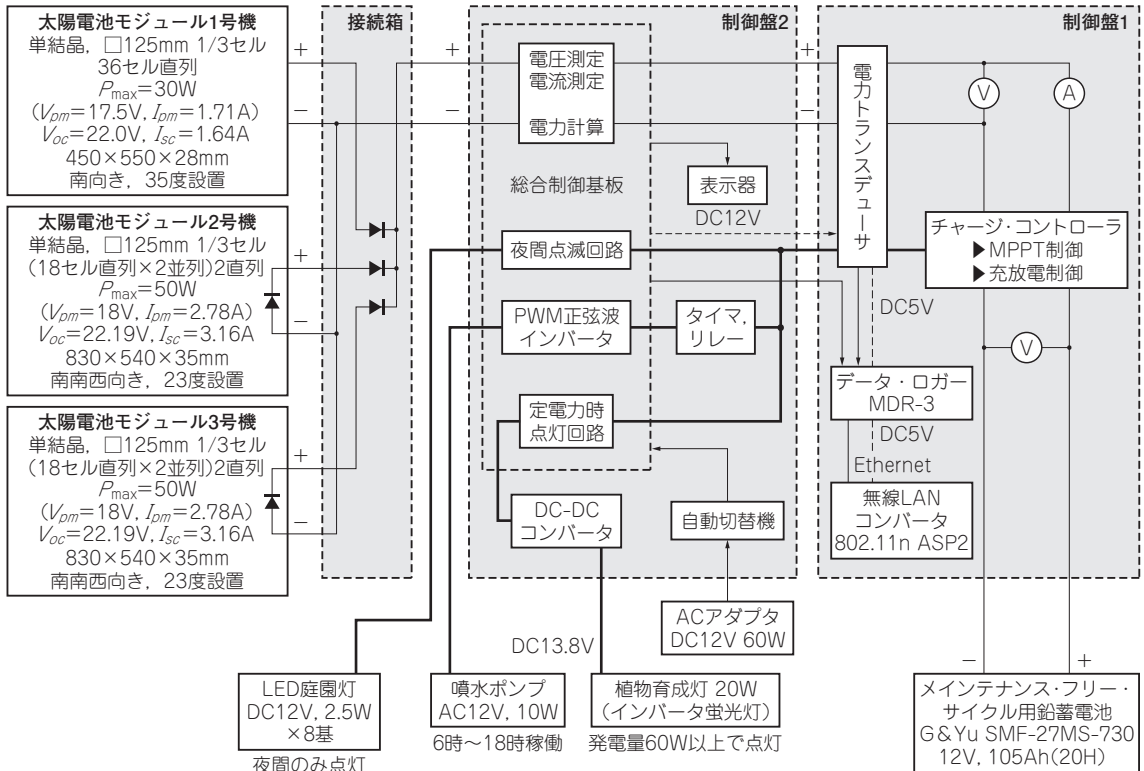 太陽電池モジュール1号機
単結晶，□125mm 1/3セル
36セル直列
Pmax=30W
(Vpm=17.5V, Ipm=1.71A)
Voc=22.0V, Isc=1.64A
450×550×28mm
南向き，35度設置
+
−
太陽電池モジュール2号機
単結晶，□125mm 1/3セル
(18セル直列×2並列)2直列
Pmax=50W
(Vpm=18V, Ipm=2.78A)
Voc=22.19V, Isc=3.16A
830×540×35mm
南南西向き，23度設置
+
−
太陽電池モジュール3号機
単結晶，□125mm 1/3セル
(18セル直列×2並列)2直列
Pmax=50W
(Vpm=18V, Ipm=2.78A)
Voc=22.19V, Isc=3.16A
830×540×35mm
南南西向き，23度設置
+
−
接続箱
+
−
制御盤2
電圧測定
電流測定
電力計算
総合制御基板
表示器
DC12V
夜間点滅回路
PWM正弦波
インバータ
タイマ，
リレー
定電力時
点灯回路
DC-DC
コンバータ
自動切替機
+
−
制御盤1
電力トランスデューサ
V
A
チャージ・コントローラ
▶MPPT制御
▶充放電制御
DC5V
V
データ・ロガー
MDR-3
DC5V
Ethernet
無線LAN
コンバータ
802.11n ASP2
ACアダプタ
DC12V 60W
DC13.8V
LED庭園灯
DC12V, 2.5W
×8基
夜間のみ点灯
噴水ポンプ
AC12V, 10W
6時〜18時稼働
植物育成灯 20W
(インバータ蛍光灯)
発電量60W以上で点灯
−
+
メインテナンス・フリー・
サイクル用鉛蓄電池
G&Yu SMF-27MS-730
12V, 105Ah(20H)